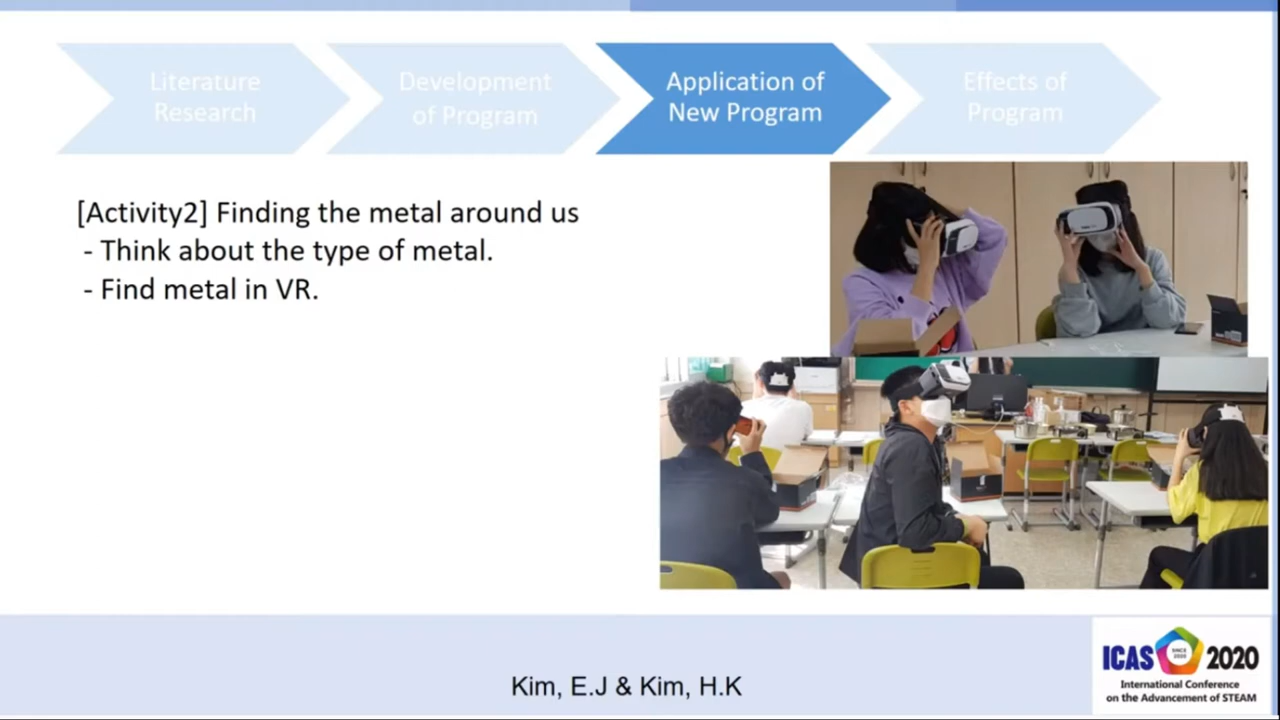 Literature
Research
Development
of Program
Application of
New Program
Effects of
Program
[Activity2] Finding the metal around us
- Think about the type of metal.
- Find metal in VR.
Kim, E.J & Kim, H.K
ICAS SINCE 2005 2020
International Conference
on the Advancement of STEAM